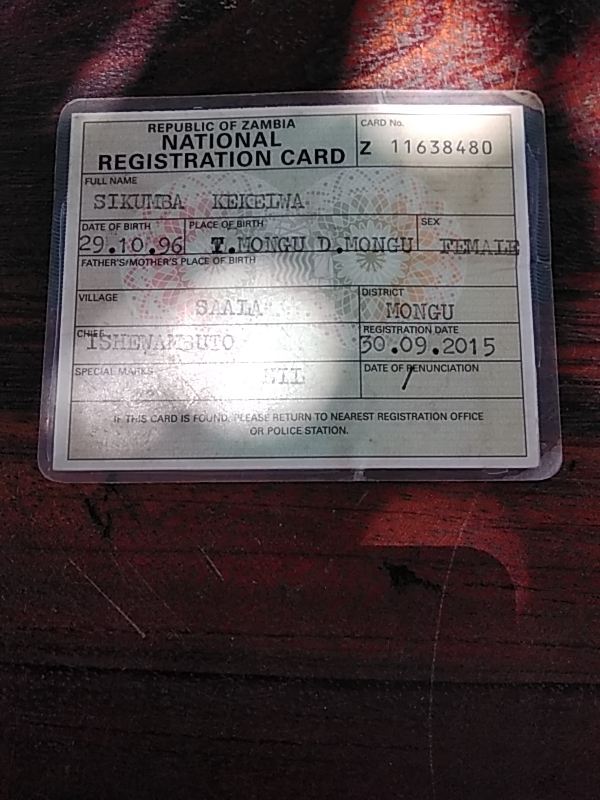 REPUBLIC OF ZAMBIA
NATIONAL
REGISTRATION CARD
CARD No.
Z 11638480
FULL NAME
SIKUMBA KEKELWA
DATE OF BIRTH PLACE OF BIRTH SEX
29.10.96 T.MONGU D.MONGU FEMALE
FATHER'S/MOTHER'S PLACE OF BIRTH
VILLAGE DISTRICT
SAALA MONGU
CHIEF REGISTRATION DATE
ISHENAMBUTO 30.09.2015
SPECIAL MARKS DATE OF RENUNCIATION
NIL /
IF THIS CARD IS FOUND, PLEASE RETURN TO NEAREST REGISTRATION OFFICE
OR POLICE STATION.